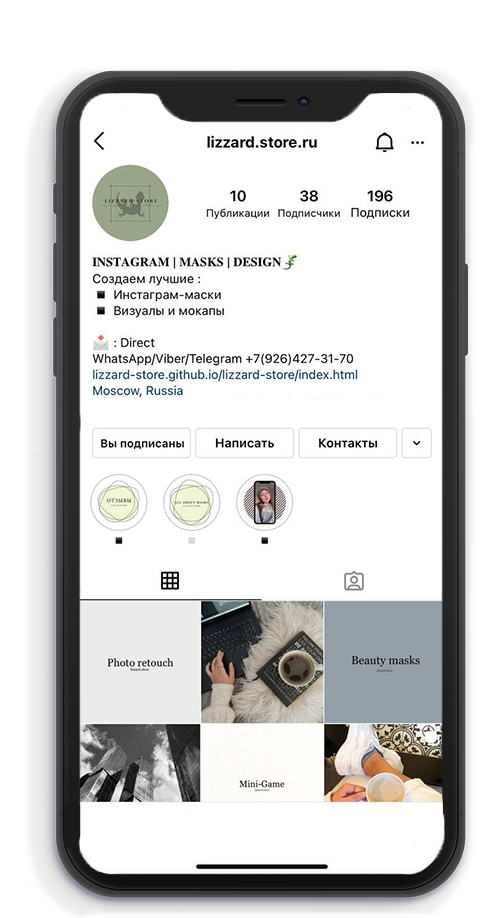 lizzard.store.ru
LIZZARD STORE
10 38 196
Публикации Подписчики Подписки
INSTAGRAM | MASKS | DESIGN
Создаем лучшие :
Инстаграм-маски
Визуалы и мокапы
: Direct
WhatsApp/Viber/Telegram +7(926)427-31-70
lizzard-store.github.io/lizzard-store/index.html
Moscow, Russia
Вы подписаны Написать Контакты
ОТЗЫВЫ ALL ABOUT MASKS
Photo retouch
Beauty masks
Mini-Game